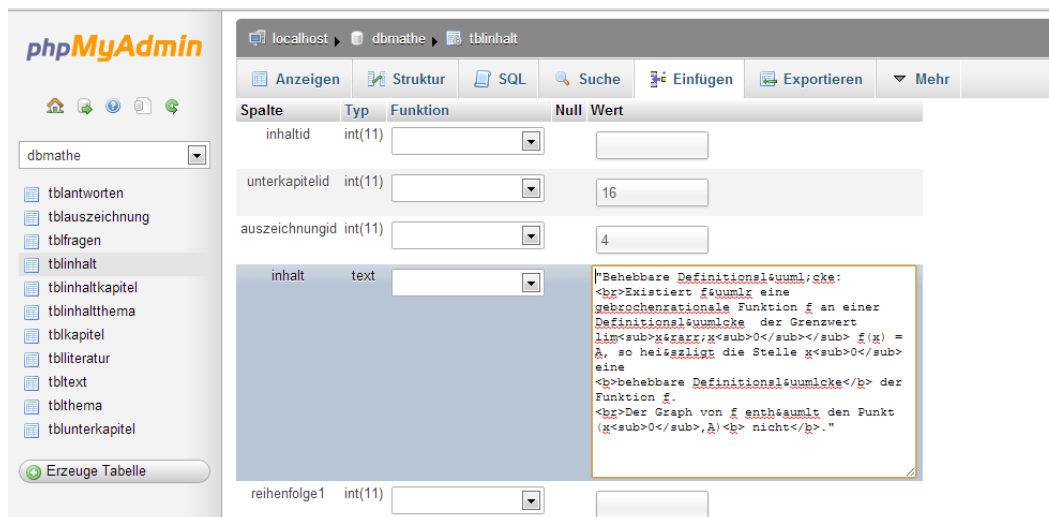 phpMyAdmin
localhost dbmathe tblinhalt
Anzeigen Struktur SQL Suche Einfügen Exportieren Mehr
dbmathe
tblantworten
tblauszeichnung
tblfragen
tblinhalt
tblinhaltkapitel
tblinhaltthema
tblkapitel
tblliteratur
tbltext
tblthema
tblunterkapitel
Erzeuge Tabelle
Spalte Typ Funktion Null Wert
inhaltid int(11)
unterkapitelid int(11) 16
auszeichnungid int(11) 4
inhalt text
"Behebbare Definitionsl&uuml;cke:
<br>Existiert f&uumlr eine
gebrochenrationale Funktion f an einer
Definitionsl&uumlcke der Grenzwert
lim<sub>x&rarr;x<sub>0</sub></sub> f(x) =
A, so hei&szligt die Stelle x<sub>0</sub>
eine
<b>behebbare Definitionsl&uumlcke</b> der
Funktion f.
<br>Der Graph von f enth&aumlt den Punkt
(x<sub>0</sub>,A)<b> nicht</b>."
reihenfolge1 int(11)